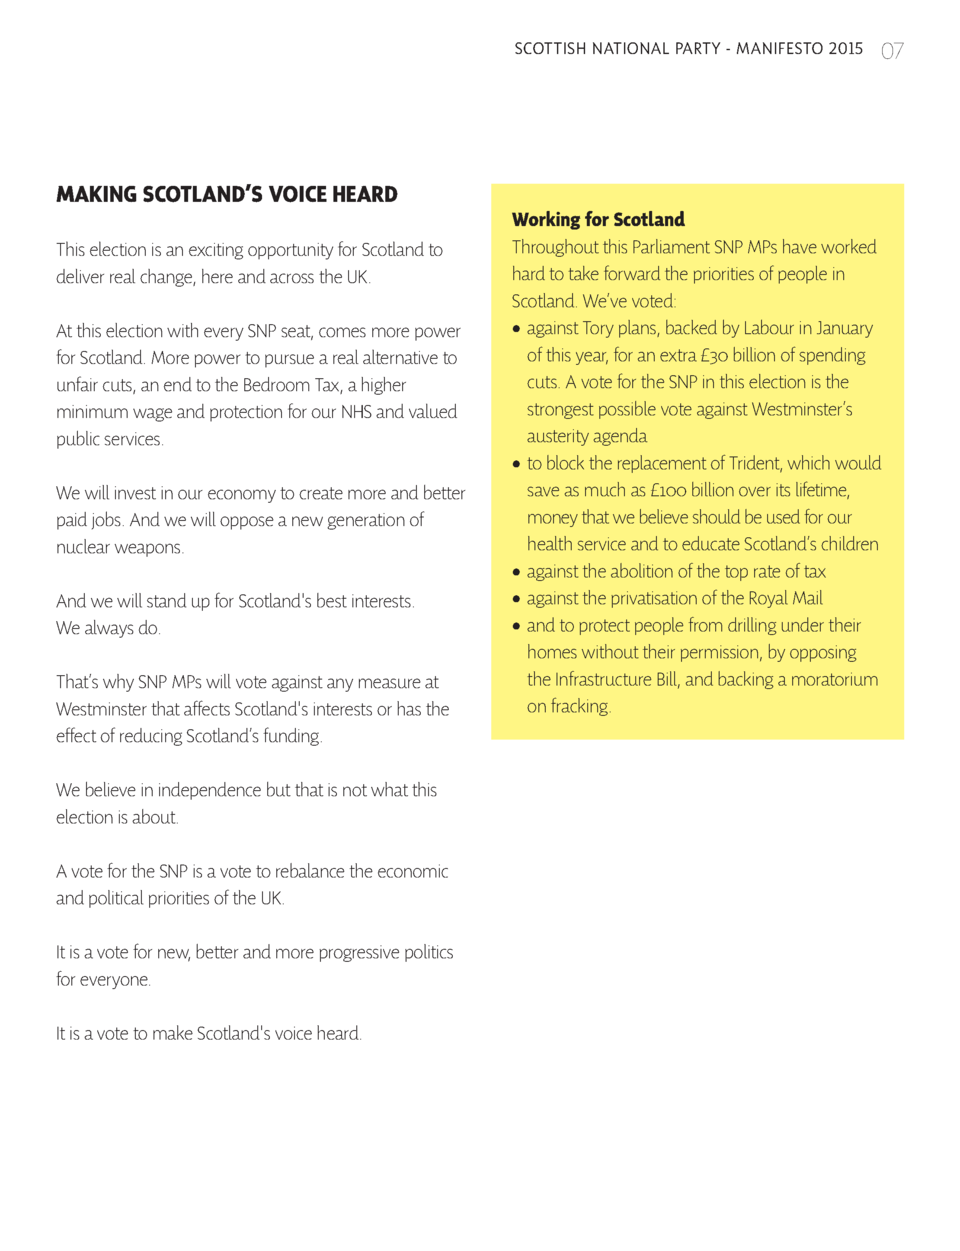 SCOTTISH NATIONAL PARTY - MANIFESTO 2015 07
MAKING SCOTLAND’S VOICE HEARD
This election is an exciting opportunity for Scotland to
deliver real change, here and across the UK.
At this election with every SNP seat, comes more power
for Scotland. More power to pursue a real alternative to
unfair cuts, an end to the Bedroom Tax, a higher
minimum wage and protection for our NHS and valued
public services.
We will invest in our economy to create more and better
paid jobs. And we will oppose a new generation of
nuclear weapons.
And we will stand up for Scotland's best interests.
We always do.
That’s why SNP MPs will vote against any measure at
Westminster that affects Scotland's interests or has the
effect of reducing Scotland’s funding.
We believe in independence but that is not what this
election is about.
A vote for the SNP is a vote to rebalance the economic
and political priorities of the UK.
It is a vote for new, better and more progressive politics
for everyone.
It is a vote to make Scotland's voice heard.
Working for Scotland
Throughout this Parliament SNP MPs have worked
hard to take forward the priorities of people in
Scotland. We’ve voted:
• against Tory plans, backed by Labour in January
of this year, for an extra £30 billion of spending
cuts. A vote for the SNP in this election is the
strongest possible vote against Westminster’s
austerity agenda
• to block the replacement of Trident, which would
save as much as £100 billion over its lifetime,
money that we believe should be used for our
health service and to educate Scotland’s children
• against the abolition of the top rate of tax
• against the privatisation of the Royal Mail
• and to protect people from drilling under their
homes without their permission, by opposing
the Infrastructure Bill, and backing a moratorium
on fracking.